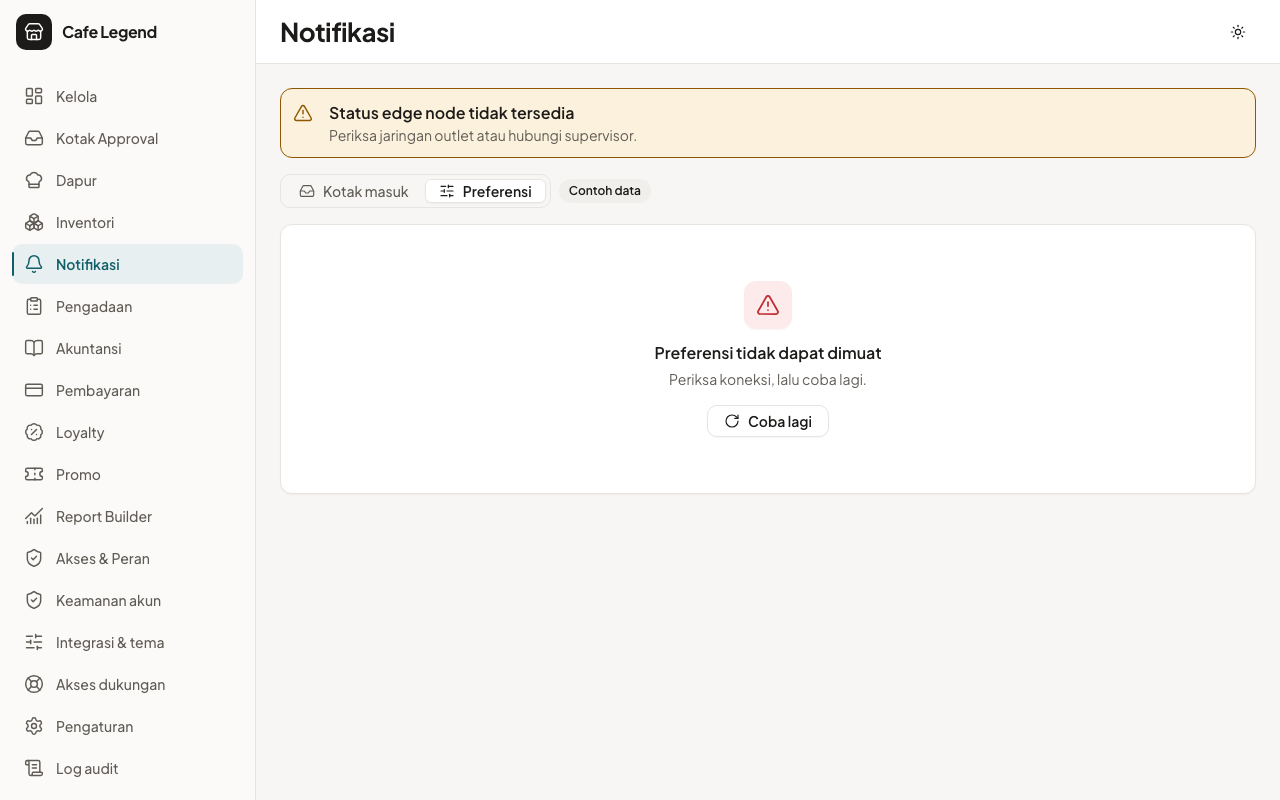 Cafe Legend
Kelola
Kotak Approval
Dapur
Inventori
Notifikasi
Pengadaan
Akuntansi
Pembayaran
Loyalty
Promo
Report Builder
Akses & Peran
Keamanan akun
Integrasi & tema
Akses dukungan
Pengaturan
Log audit
Notifikasi
Status edge node tidak tersedia
Periksa jaringan outlet atau hubungi supervisor.
Kotak masuk
Preferensi
Contoh data
Preferensi tidak dapat dimuat
Periksa koneksi, lalu coba lagi.
Coba lagi